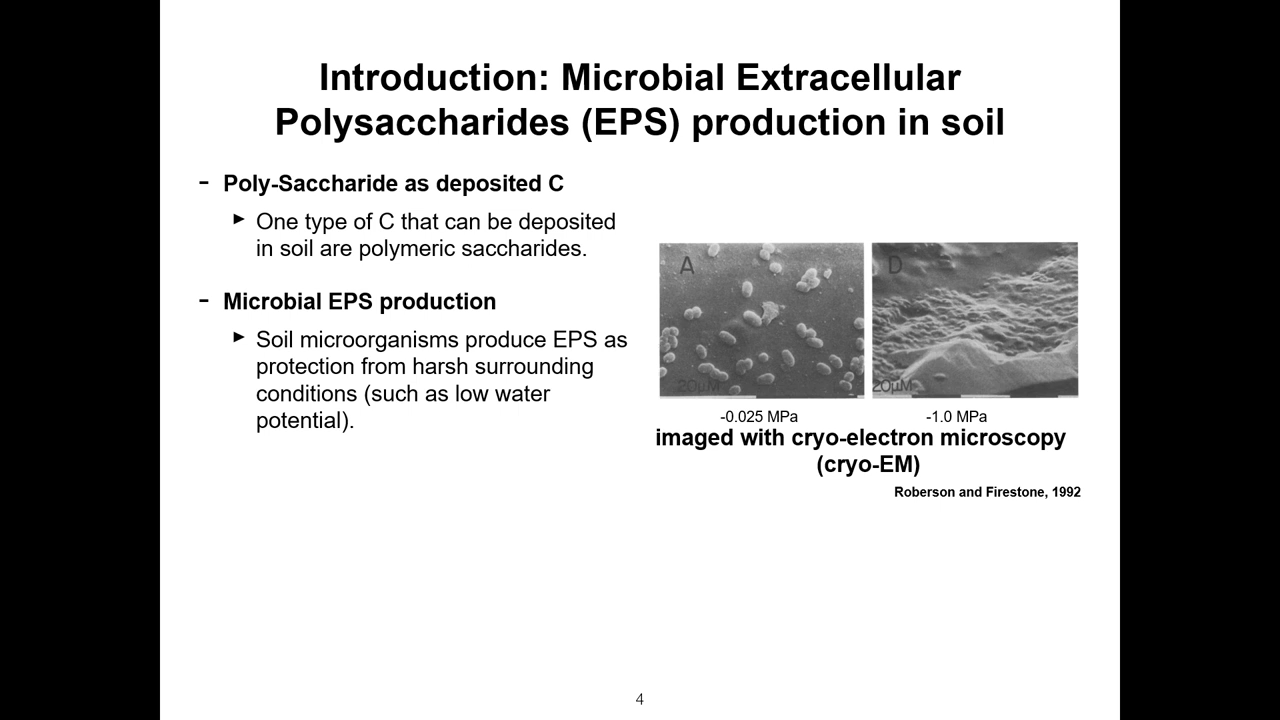 Introduction: Microbial Extracellular
Polysaccharides (EPS) production in soil
- Poly-Saccharide as deposited C
► One type of C that can be deposited
in soil are polymeric saccharides.
- Microbial EPS production
► Soil microorganisms produce EPS as
protection from harsh surrounding
conditions (such as low water
potential).
A
20µM
D
20µM
-0.025 MPa
-1.0 MPa
imaged with cryo-electron microscopy
(cryo-EM)
Roberson and Firestone, 1992
4